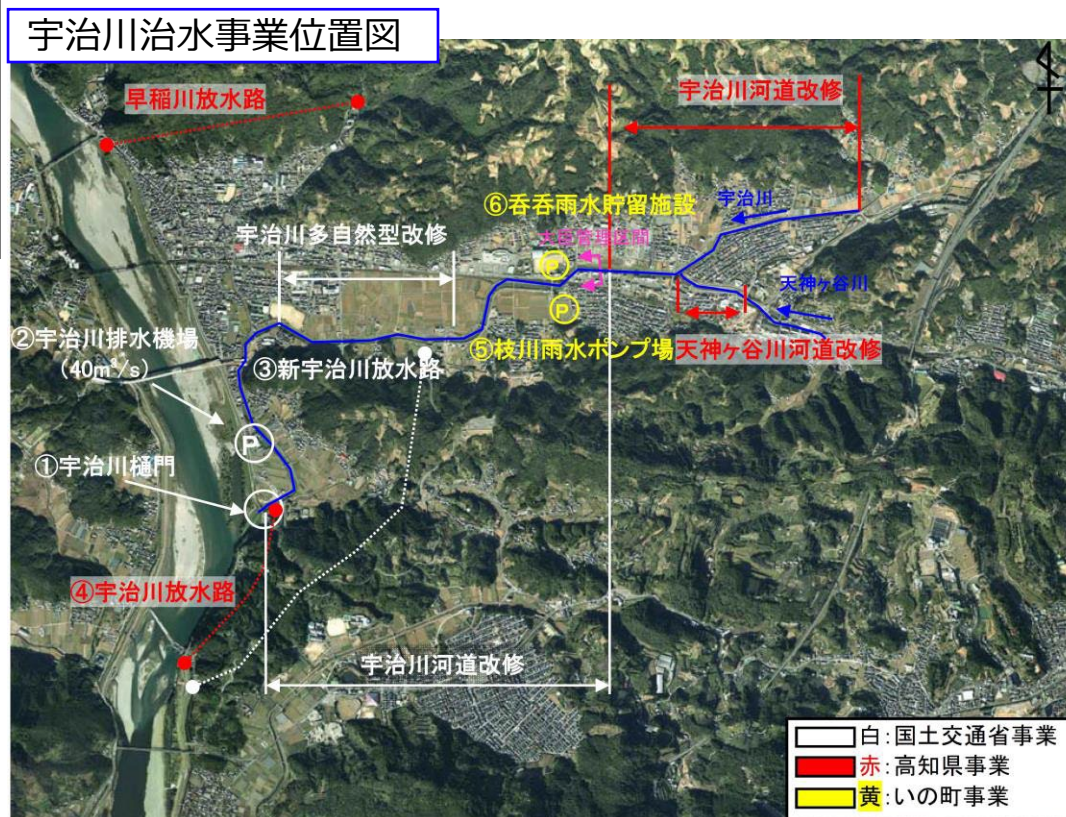 宇治川治水事業位置図
早稲川放水路
宇治川河道改修
⑥呑呑雨水貯留施設
宇治川
宇治川多自然型改修
大臣管理区間
P
天神ヶ谷川
P
②宇治川排水機場
(40m³/s)
③新宇治川放水路
⑤枝川雨水ポンプ場
天神ヶ谷川河道改修
P
①宇治川樋門
④宇治川放水路
宇治川河道改修
白:国土交通省事業
赤:高知県事業
黄:いの町事業